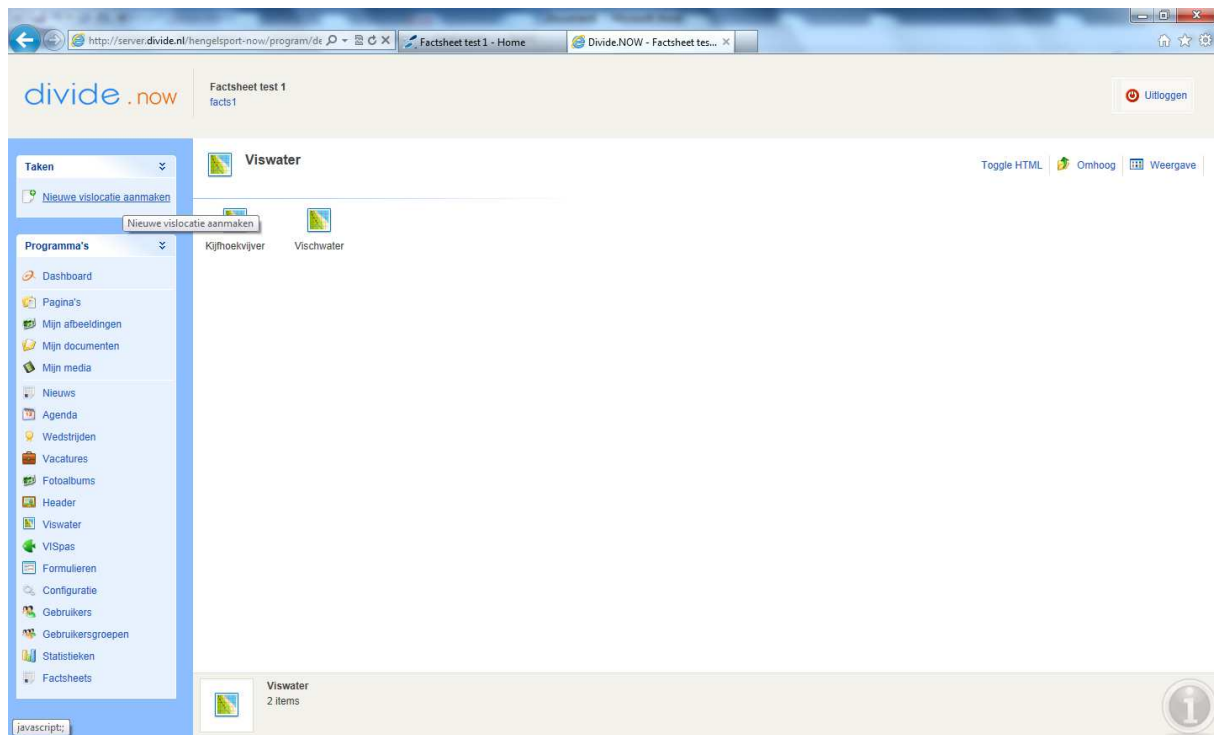 http://server.divide.nl/hengelsport-now/program/de
Factsheet test 1 - Home
Divide.NOW - Factsheet tes...
divide.now
Factsheet test 1
facts1
Uitloggen
Taken
Nieuwe vislocatie aanmaken
Nieuwe vislocatie aanmaken
Viswater
Toggle HTML
Omhoog
Weergave
Kijfhoekvijver
Vischwater
Programma's
Dashboard
Pagina's
Mijn afbeeldingen
Mijn documenten
Mijn media
Nieuws
Agenda
Wedstrijden
Vacatures
Fotoalbums
Header
Viswater
VISpas
Formulieren
Configuratie
Gebruikers
Gebruikersgroepen
Statistieken
Factsheets
Viswater
2 items
javascript:;